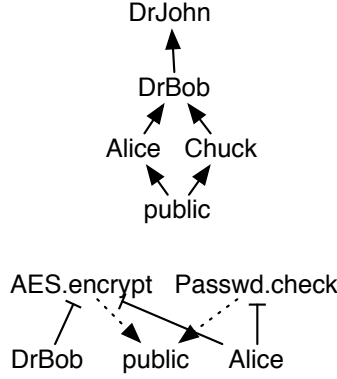 DrJohn
DrBob
Alice Chuck
public
AES.encrypt Passwd.check
DrBob public Alice